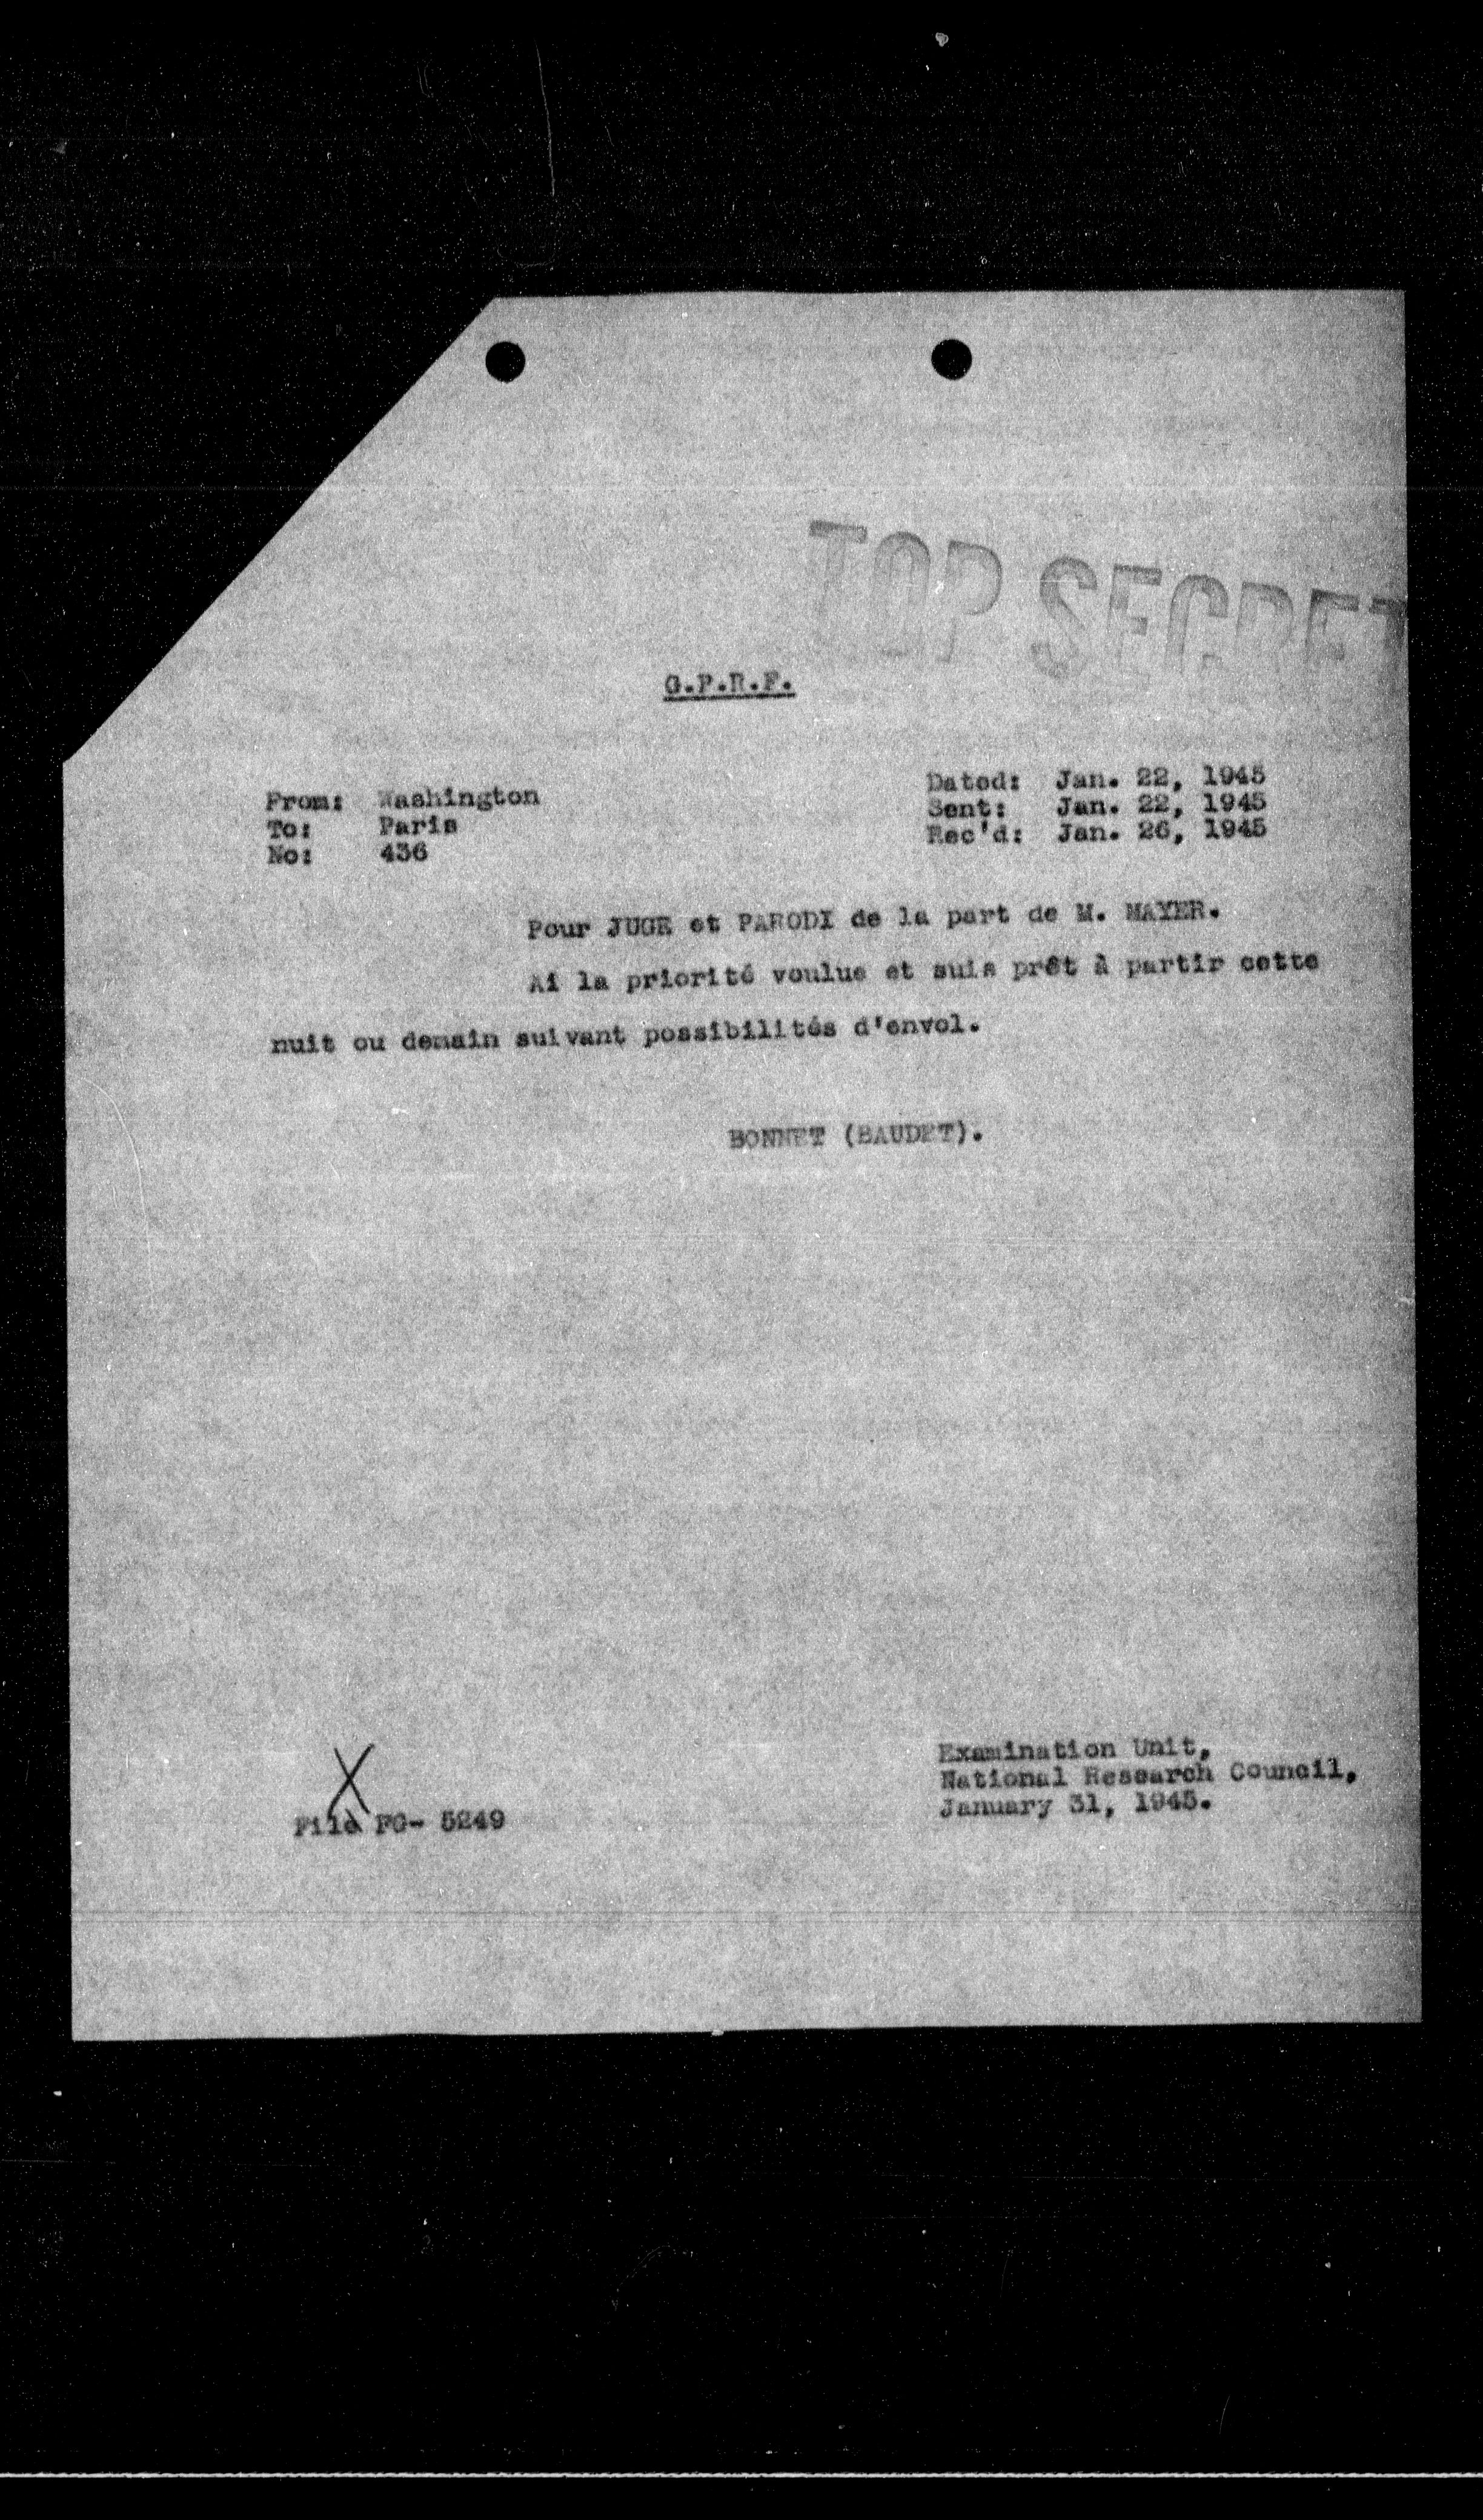 TOP SECRET
G.P.R.F.
From: Washington
To: Paris
No: 436
Dated: Jan. 22, 1945
Sent: Jan. 22, 1945
Rec'd: Jan. 26, 1945
Pour JUGE et PARODI de la part de M. MAYER.
Ai la priorité voulue et suis prêt à partir cette
nuit ou demain suivant possibilités d'envol.
BONNET (BAUDET).
X
File FG- 5249
Examination Unit,
National Research Council,
January 31, 1945.